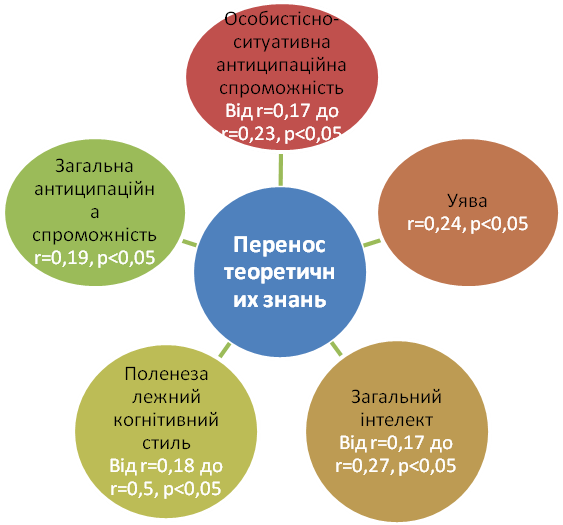 Особистісно-
ситуативна
антиципаційна
спроможність
Від r=0,17 до
r=0,23, p<0,05
Уява
r=0,24, p<0,05
Загальний
інтелект
Від r=0,17 до
r=0,27, p<0,05
Поленеза
лежний
когнітивний
стиль
Від r=0,18 до
r=0,5, p<0,05
Загальна
антиципаційн
а
спроможність
r=0,19, p<0,05
Перенос
теоретичн
их знань